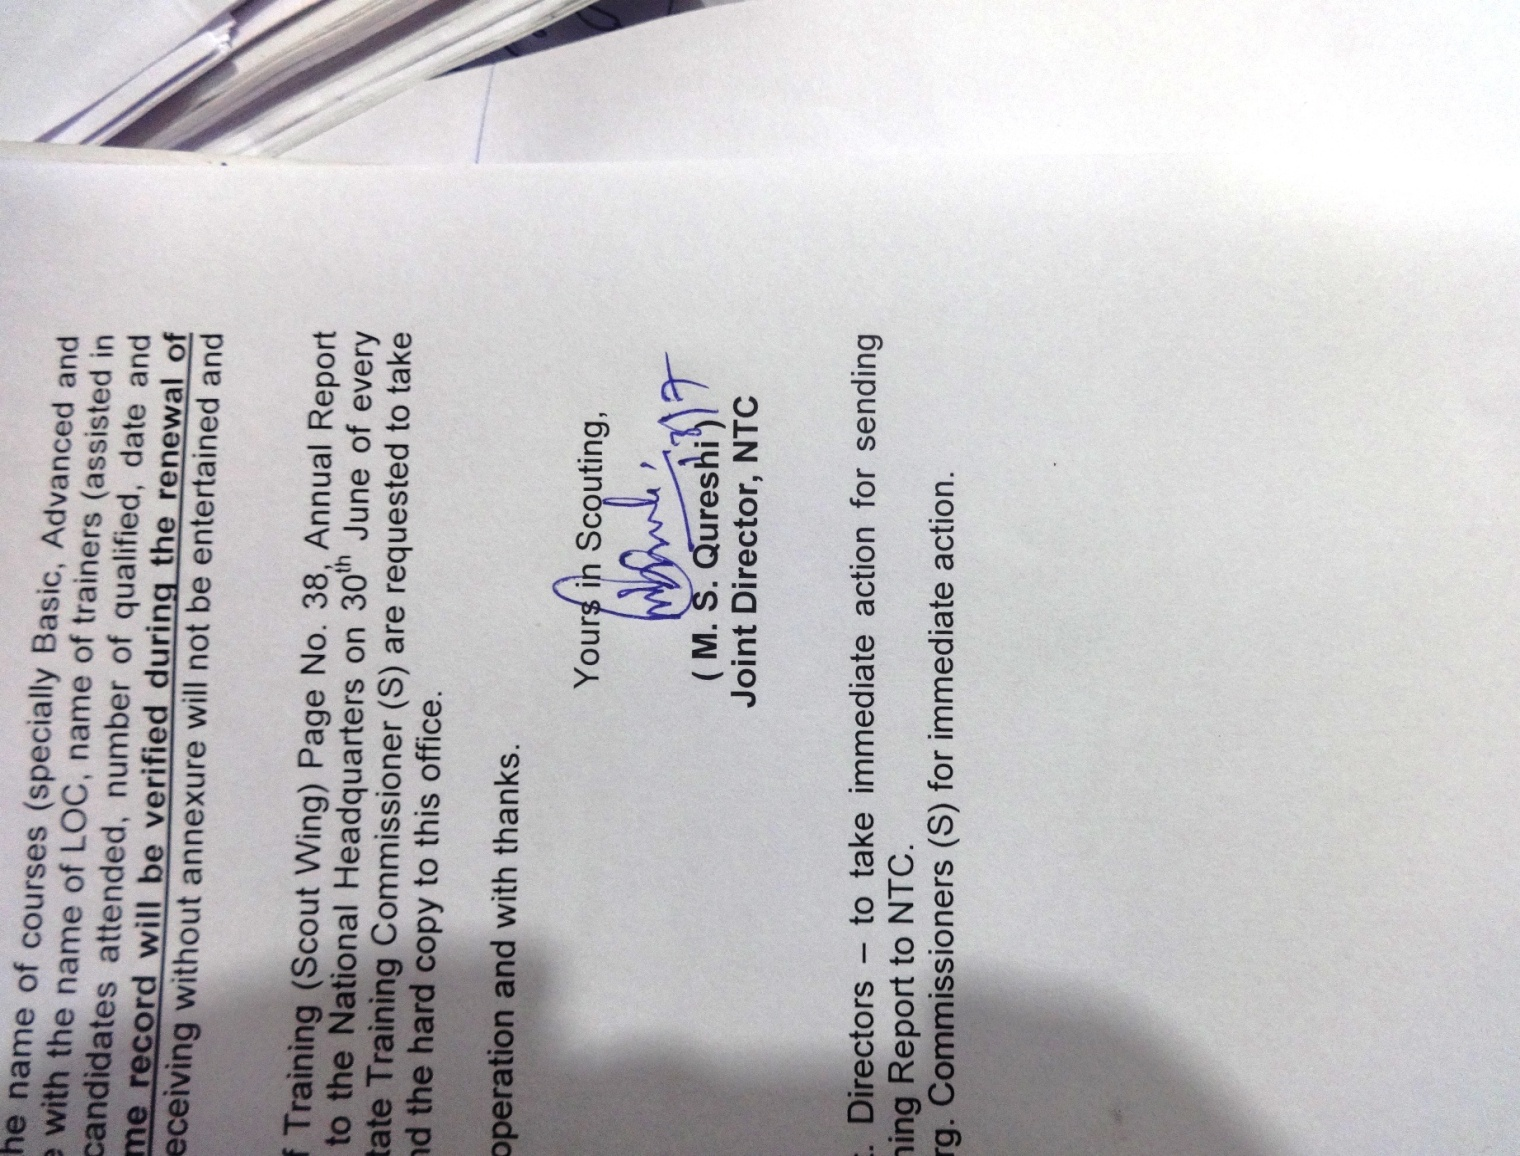 he name of courses (specially Basic, Advanced and
with the name of LOC, name of trainers (assisted in
candidates attended, number of qualified, date and
me record will be verified during the renewal of
eceiving without annexure will not be entertained and
f Training (Scout Wing) Page No. 38, Annual Report
to the National Headquarters on 30th June of every
tate Training Commissioner (S) are requested to take
nd the hard copy to this office.
operation and with thanks.
Yours in Scouting,
( M. S. Qureshi )
Joint Director, NTC
. Directors – to take immediate action for sending
ning Report to NTC.
rg. Commissioners (S) for immediate action.